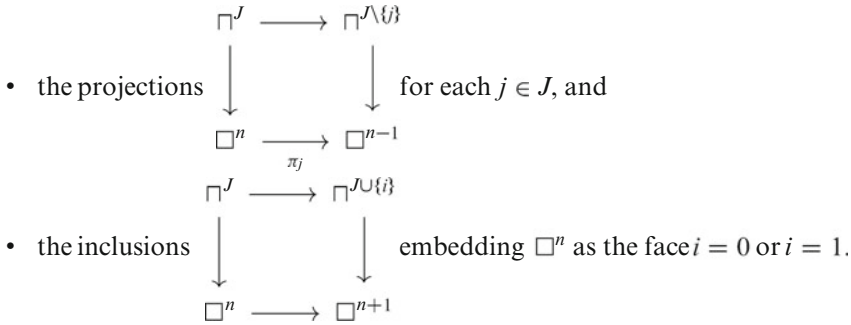 ⊓^J ⟶ ⊓^{J\{j}}
• the projections for each j ∈ J, and
□^n ⟶ □^{n−1}
π_j
⊓^J ⟶ ⊓^{J∪{i}}
• the inclusions embedding □^n as the face i = 0 or i = 1.
□^n ⟶ □^{n+1}